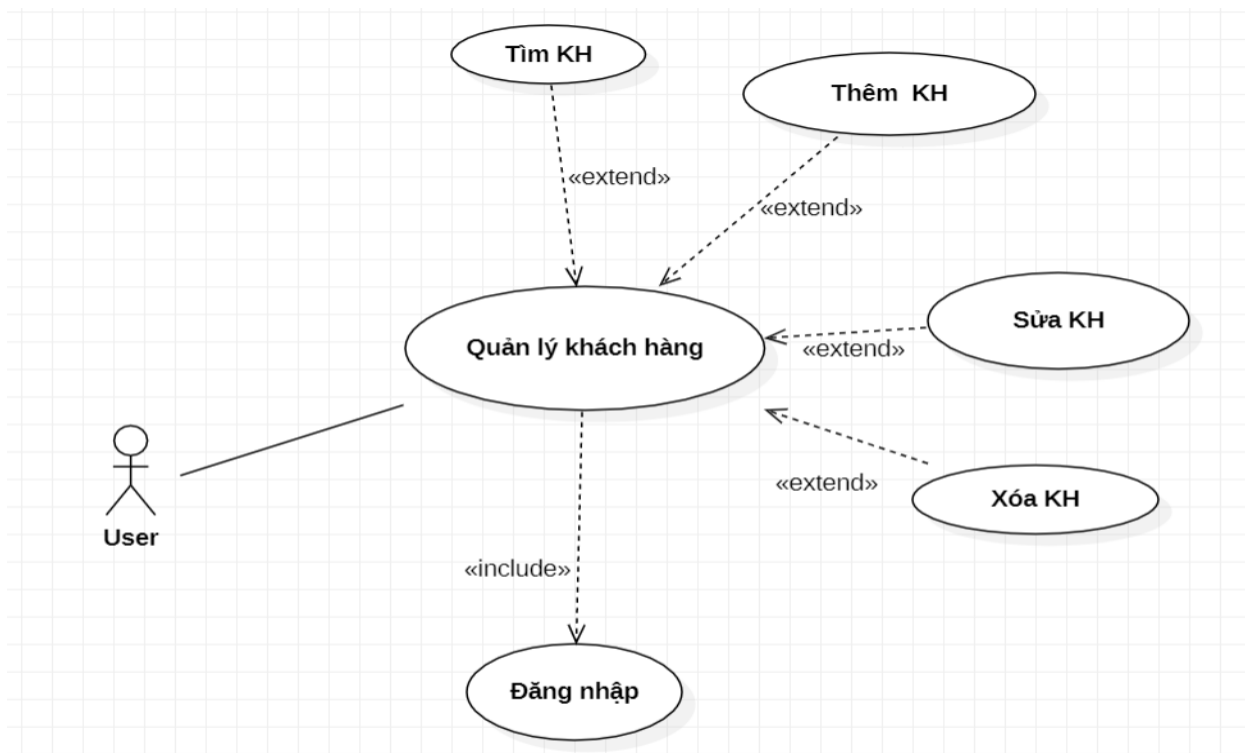 Tìm KH
Thêm KH
«extend»
«extend»
Sửa KH
Quản lý khách hàng
«extend»
«extend»
Xóa KH
User
«include»
Đăng nhập